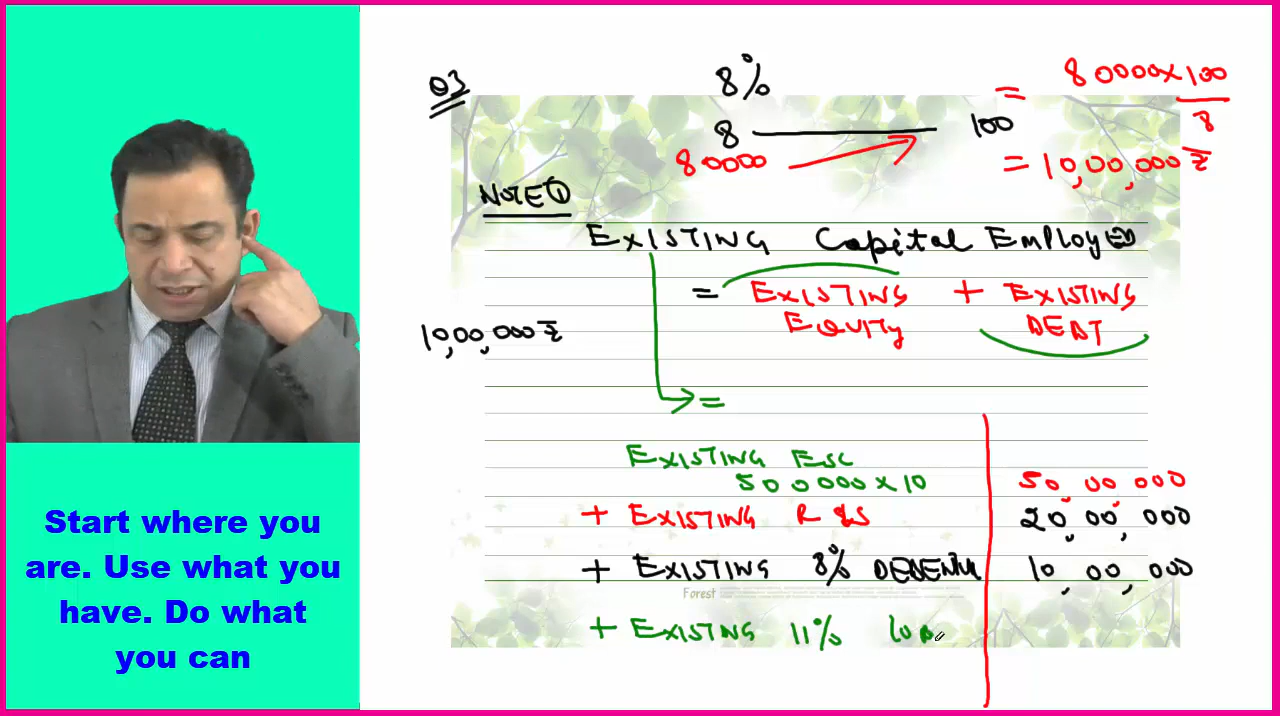 Q3
8%
8 100
80000
= 80000 × 100
8
= 10,00,000 ₹
NOTE ①
EXISTING Capital EMPLOYED
= EXISTING + EXISTING
EQUITY DEBT
10,00,000 ₹
=
EXISTING ESC
500000 × 10 50,00,000
+ EXISTING R & S 20,00,000
+ EXISTING 8% 10,00,000
+ EXISTING 11%
Forest
Start where you
are. Use what you
have. Do what
you can